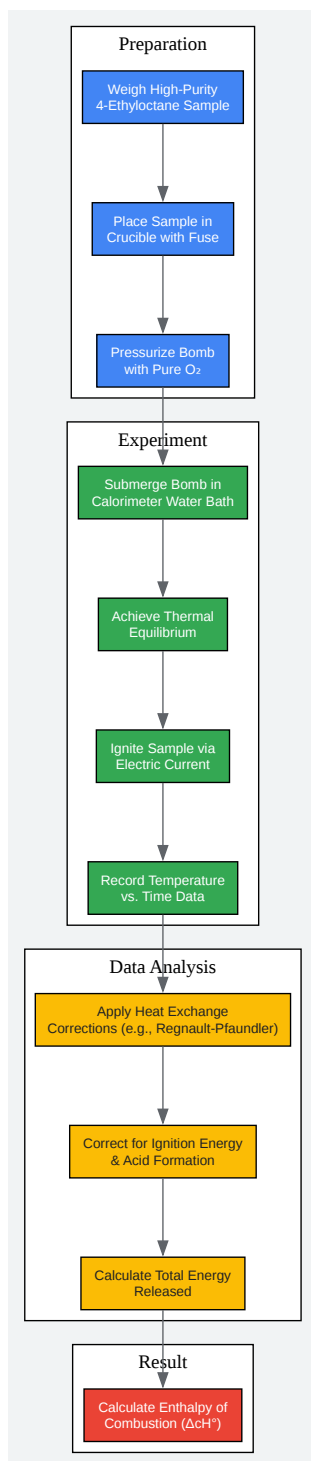 Preparation
Weigh High-Purity
4-Ethyloctane Sample
Place Sample in
Crucible with Fuse
Pressurize Bomb
with Pure O₂
Experiment
Submerge Bomb in
Calorimeter Water Bath
Achieve Thermal
Equilibrium
Ignite Sample via
Electric Current
Record Temperature
vs. Time Data
Data Analysis
Apply Heat Exchange
Corrections (e.g., Regnault-Pfaundler)
Correct for Ignition Energy
& Acid Formation
Calculate Total Energy
Released
Result
Calculate Enthalpy of
Combustion (ΔcH°)